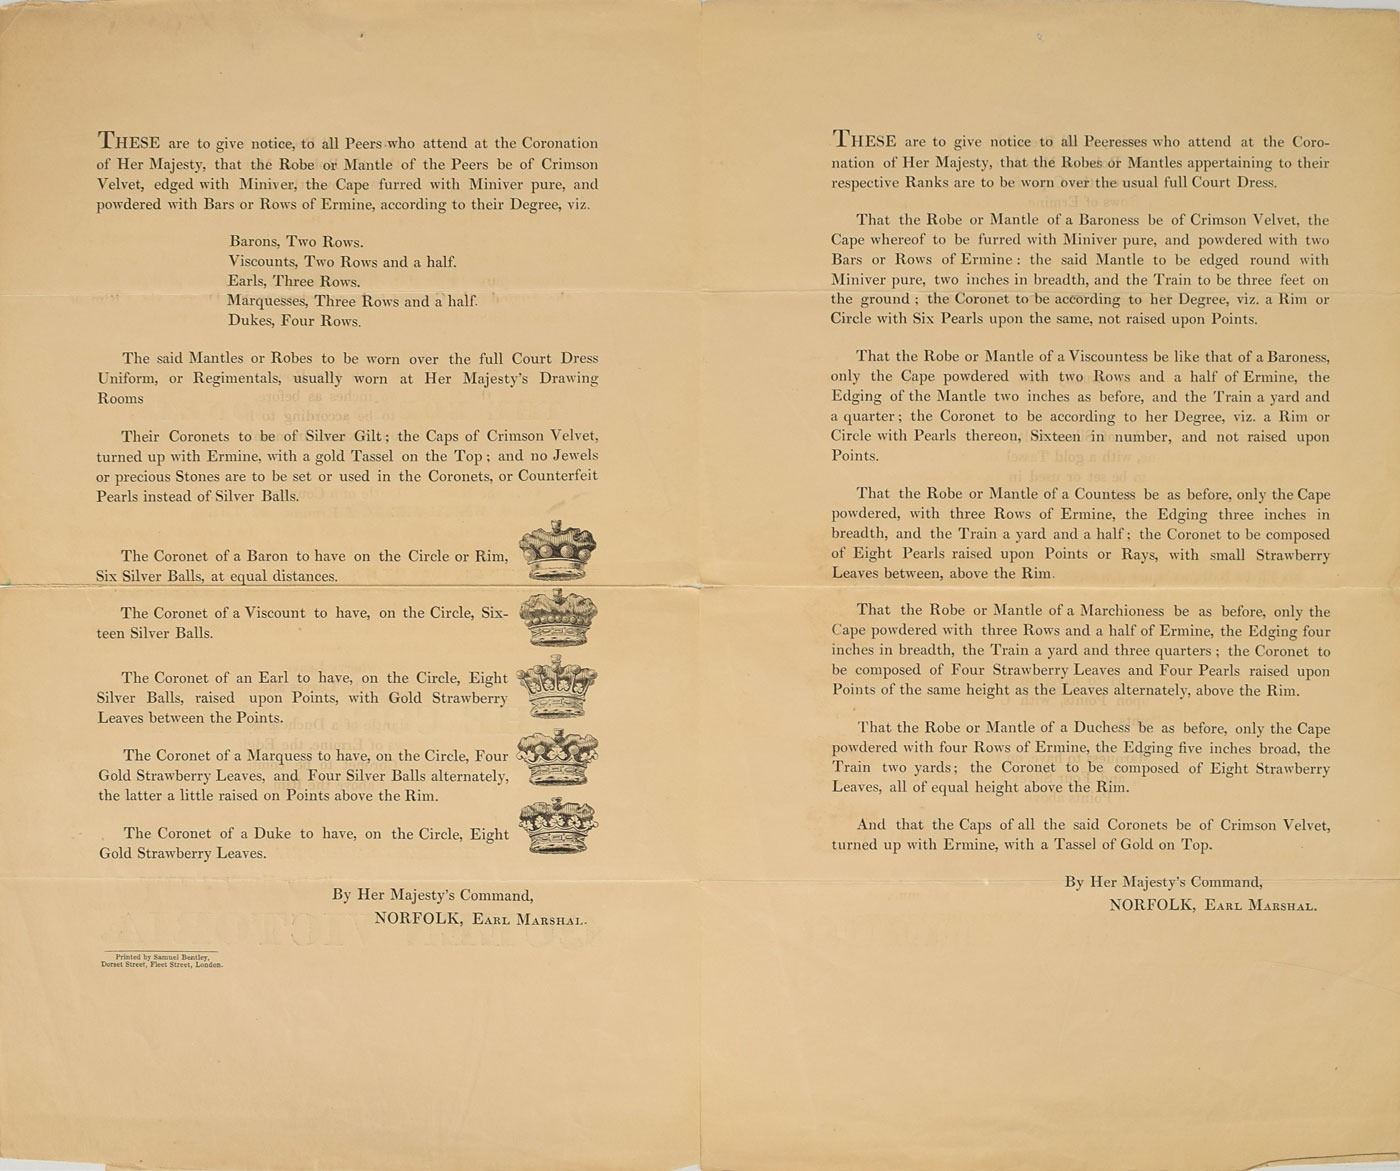 THESE are to give notice, to all Peers who attend at the Coronation
of Her Majesty, that the Robe or Mantle of the Peers be of Crimson
Velvet, edged with Miniver, the Cape furred with Miniver pure, and
powdered with Bars or Rows of Ermine, according to their Degree, viz.
Barons, Two Rows.
Viscounts, Two Rows and a half.
Earls, Three Rows.
Marquesses, Three Rows and a half.
Dukes, Four Rows.
The said Mantles or Robes to be worn over the full Court Dress
Uniform, or Regimentals, usually worn at Her Majesty's Drawing
Rooms
Their Coronets to be of Silver Gilt; the Caps of Crimson Velvet,
turned up with Ermine, with a gold Tassel on the Top; and no Jewels
or precious Stones are to be set or used in the Coronets, or Counterfeit
Pearls instead of Silver Balls.
The Coronet of a Baron to have on the Circle or Rim,
Six Silver Balls, at equal distances.
The Coronet of a Viscount to have, on the Circle, Six-
teen Silver Balls.
The Coronet of an Earl to have, on the Circle, Eight
Silver Balls, raised upon Points, with Gold Strawberry
Leaves between the Points.
The Coronet of a Marquess to have, on the Circle, Four
Gold Strawberry Leaves, and Four Silver Balls alternately,
the latter a little raised on Points above the Rim.
The Coronet of a Duke to have, on the Circle, Eight
Gold Strawberry Leaves.
By Her Majesty's Command,
NORFOLK, EARL MARSHAL.
Printed by Samuel Bentley,
Dorset Street, Fleet Street, London.
THESE are to give notice to all Peeresses who attend at the Coro-
nation of Her Majesty, that the Robes or Mantles appertaining to their
respective Ranks are to be worn over the usual full Court Dress.
That the Robe or Mantle of a Baroness be of Crimson Velvet, the
Cape whereof to be furred with Miniver pure, and powdered with two
Bars or Rows of Ermine: the said Mantle to be edged round with
Miniver pure, two inches in breadth, and the Train to be three feet on
the ground; the Coronet to be according to her Degree, viz. a Rim or
Circle with Six Pearls upon the same, not raised upon Points.
That the Robe or Mantle of a Viscountess be like that of a Baroness,
only the Cape powdered with two Rows and a half of Ermine, the
Edging of the Mantle two inches as before, and the Train a yard and
a quarter; the Coronet to be according to her Degree, viz. a Rim or
Circle with Pearls thereon, Sixteen in number, and not raised upon
Points.
That the Robe or Mantle of a Countess be as before, only the Cape
powdered, with three Rows of Ermine, the Edging three inches in
breadth, and the Train a yard and a half; the Coronet to be composed
of Eight Pearls raised upon Points or Rays, with small Strawberry
Leaves between, above the Rim.
That the Robe or Mantle of a Marchioness be as before, only the
Cape powdered with three Rows and a half of Ermine, the Edging four
inches in breadth, the Train a yard and three quarters; the Coronet to
be composed of Four Strawberry Leaves and Four Pearls raised upon
Points of the same height as the Leaves alternately, above the Rim.
That the Robe or Mantle of a Duchess be as before, only the Cape
powdered with four Rows of Ermine, the Edging five inches broad, the
Train two yards; the Coronet to be composed of Eight Strawberry
Leaves, all of equal height above the Rim.
And that the Caps of all the said Coronets be of Crimson Velvet,
turned up with Ermine, with a Tassel of Gold on Top.
By Her Majesty's Command,
NORFOLK, EARL MARSHAL.